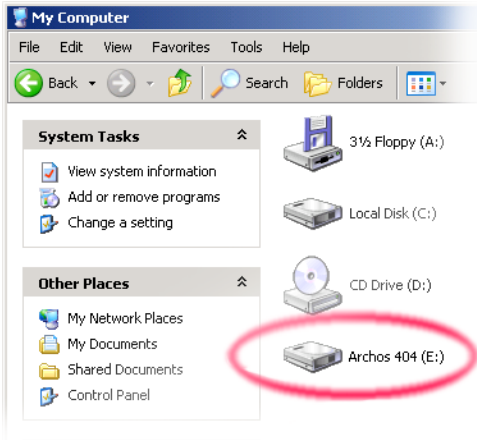 My Computer
File Edit View Favorites Tools Help
Back Search Folders
System Tasks
View system information
Add or remove programs
Change a setting
Other Places
My Network Places
My Documents
Shared Documents
Control Panel
3½ Floppy (A:)
Local Disk (C:)
CD Drive (D:)
Archos 404 (E:)